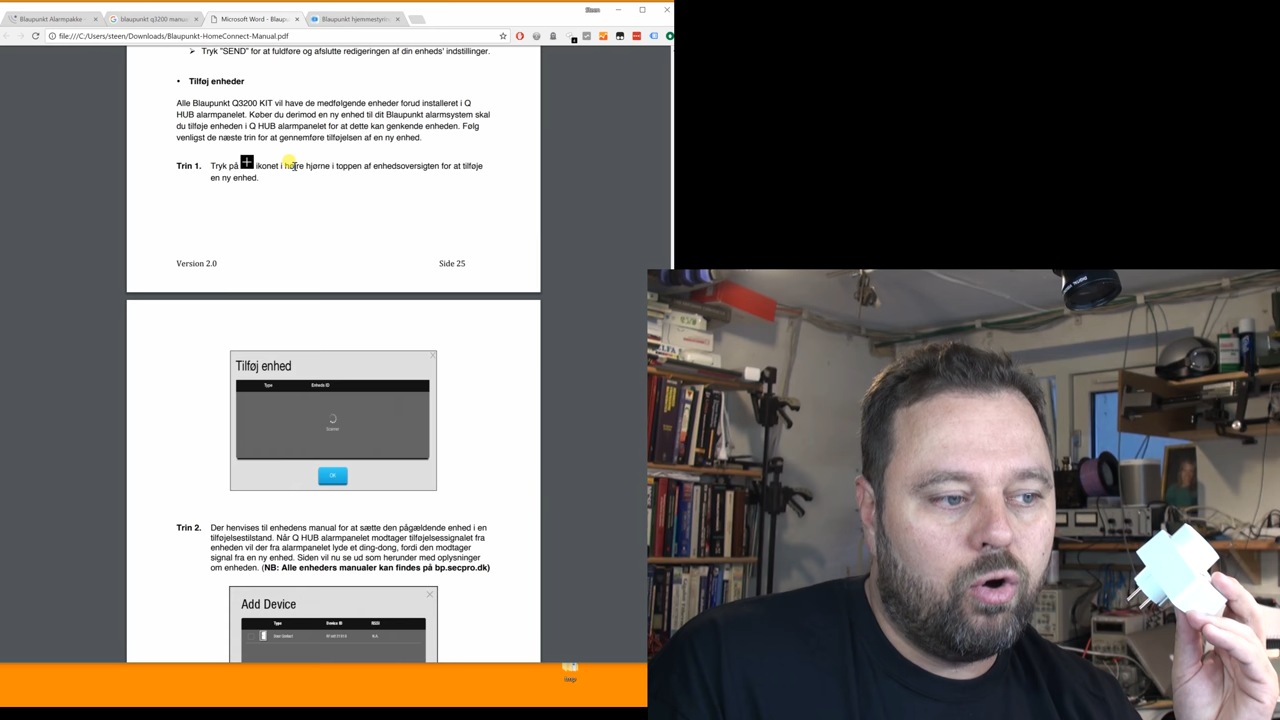 Steen
Blaupunkt Alarmpakke -
blaupunkt q3200 manu
Microsoft Word - Blaup
Blaupunkt hjemmestyrin
file:///C:/Users/steen/Downloads/Blaupunkt-HomeConnect-Manual.pdf
➢ Tryk "SEND" for at fuldføre og afslutte redigeringen af din enheds' indstillinger.
• Tilføj enheder
Alle Blaupunkt Q3200 KIT vil have de medfølgende enheder forud installeret i Q
HUB alarmpanelet. Køber du derimod en ny enhed til dit Blaupunkt alarmsystem skal
du tilføje enheden i Q HUB alarmpanelet for at dette kan genkende enheden. Følg
venligst de næste trin for at gennemføre tilføjelsen af en ny enhed.
Trin 1. Tryk på + ikonet i højre hjørne i toppen af enhedsoversigten for at tilføje
en ny enhed.
Version 2.0 Side 25
Tilføj enhed
Type Enheds ID
Scanner
OK
Trin 2. Der henvises til enhedens manual for at sætte den pågældende enhed i en
tilføjelsestilstand. Når Q HUB alarmpanelet modtager tilføjelsessignalet fra
enheden vil der fra alarmpanelet lyde et ding-dong, fordi den modtager
signal fra en ny enhed. Siden vil nu se ud som herunder med oplysninger
om enheden. (NB: Alle enheders manualer kan findes på bp.secpro.dk)
Add Device
Type Device ID RSSI
Door Contact
N.A.